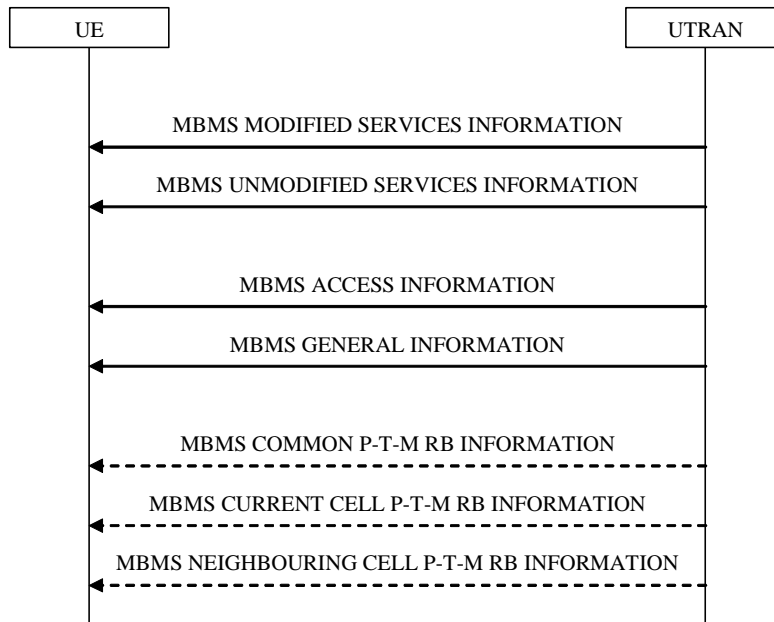 UE
UTRAN
MBMS MODIFIED SERVICES INFORMATION
MBMS UNMODIFIED SERVICES INFORMATION
MBMS ACCESS INFORMATION
MBMS GENERAL INFORMATION
MBMS COMMON P-T-M RB INFORMATION
MBMS CURRENT CELL P-T-M RB INFORMATION
MBMS NEIGHBOURING CELL P-T-M RB INFORMATION